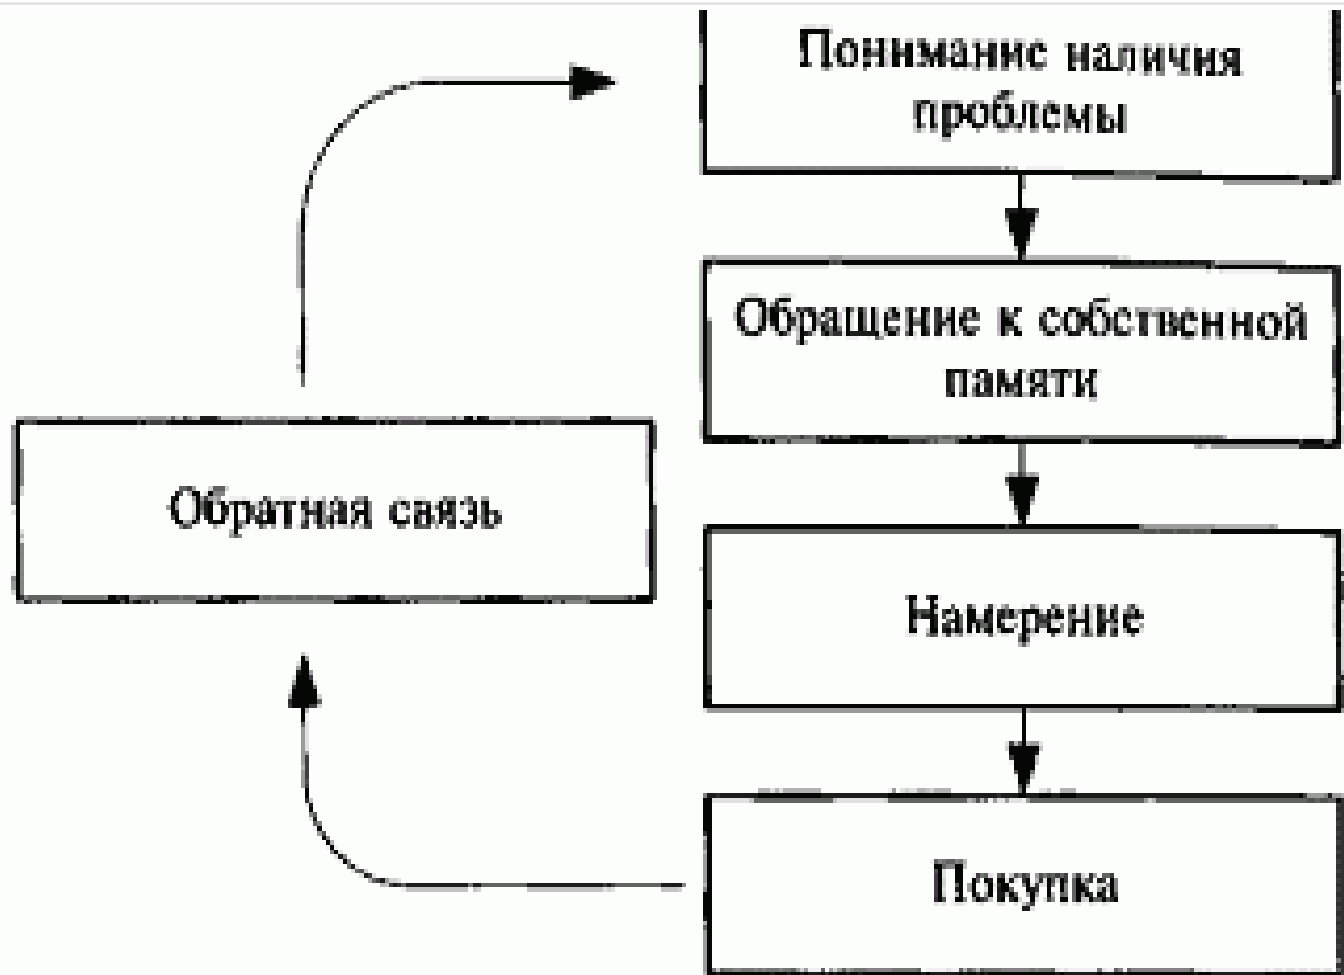 Понимание наличия
проблемы
Обращение к собственной
памяти
Обратная связь
Намерение
Покупка